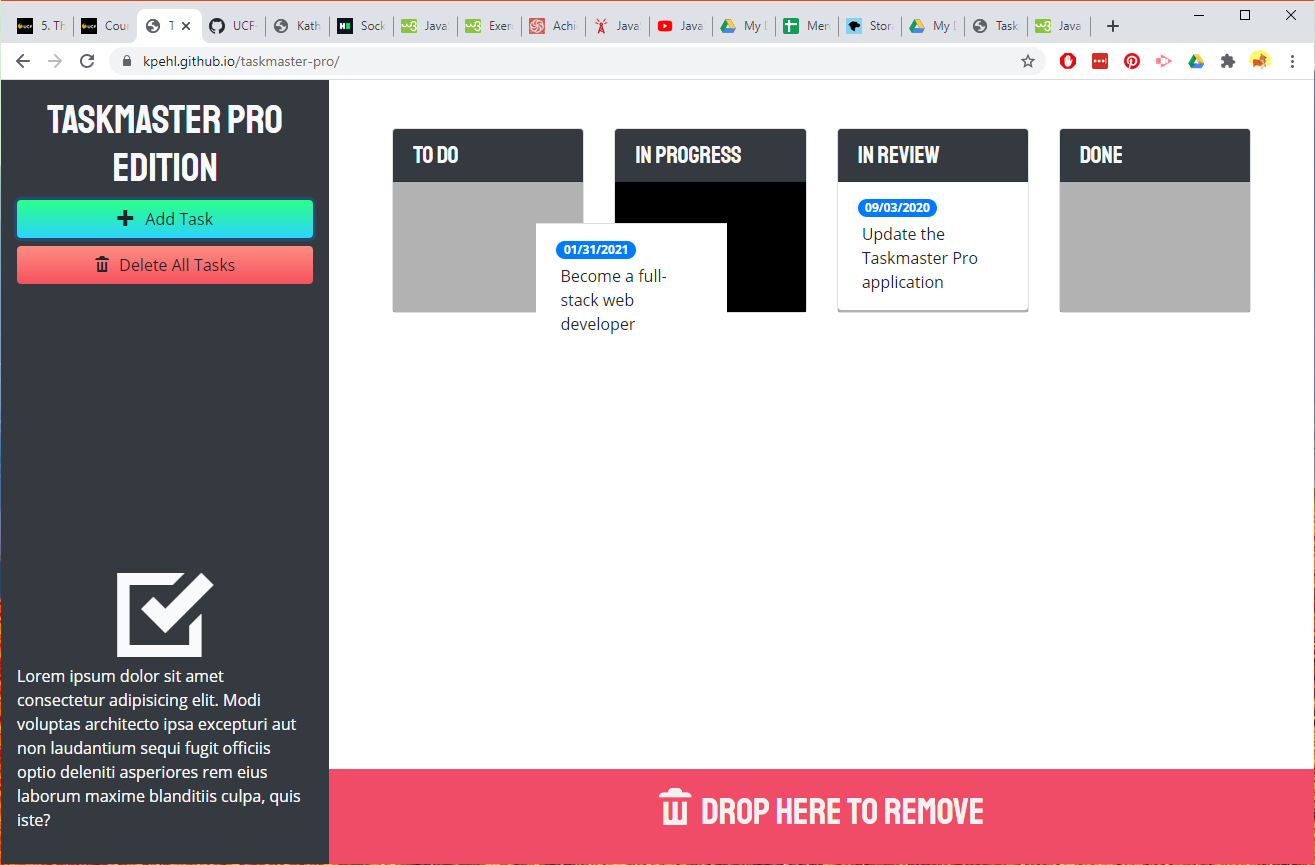 5. Th
Cour
T
UCF-
Kath
Sock
Java
Exer
Achi
Java
Java
My D
Men
Stora
My D
Task
Java
kpehl.github.io/taskmaster-pro/
TASKMASTER PRO
EDITION
Add Task
Delete All Tasks
TO DO
IN PROGRESS
IN REVIEW
DONE
01/31/2021
Become a full-
stack web
developer
09/03/2020
Update the
Taskmaster Pro
application
Lorem ipsum dolor sit amet
consectetur adipisicing elit. Modi
voluptas architecto ipsa excepturi aut
non laudantium sequi fugit officiis
optio deleniti asperiores rem eius
laborum maxime blanditiis culpa, quis
iste?
DROP HERE TO REMOVE